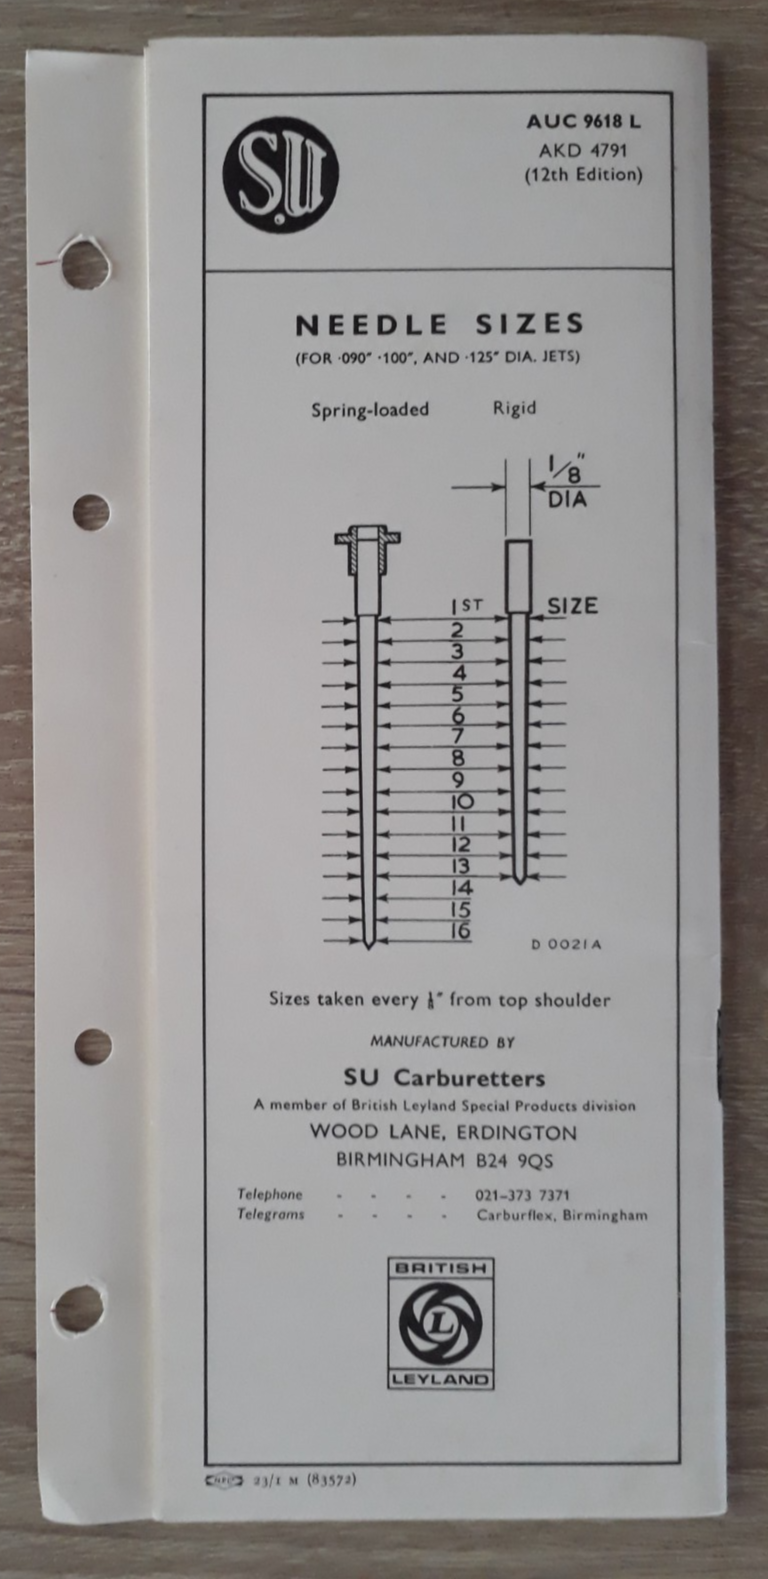 S.U
AUC 9618 L
AKD 4791
(12th Edition)
NEEDLE SIZES
(FOR ·090″ ·100″, AND ·125″ DIA. JETS)
Spring-loaded Rigid
1/8"
DIA
1ST SIZE
2
3
4
5
6
7
8
9
10
11
12
13
14
15
16
D 0021A
Sizes taken every ⅛″ from top shoulder
MANUFACTURED BY
SU Carburetters
A member of British Leyland Special Products division
WOOD LANE, ERDINGTON
BIRMINGHAM B24 9QS
Telephone - - - - 021-373 7371
Telegrams - - - - Carburflex, Birmingham
BRITISH
L
LEYLAND
23/1 M (83572)